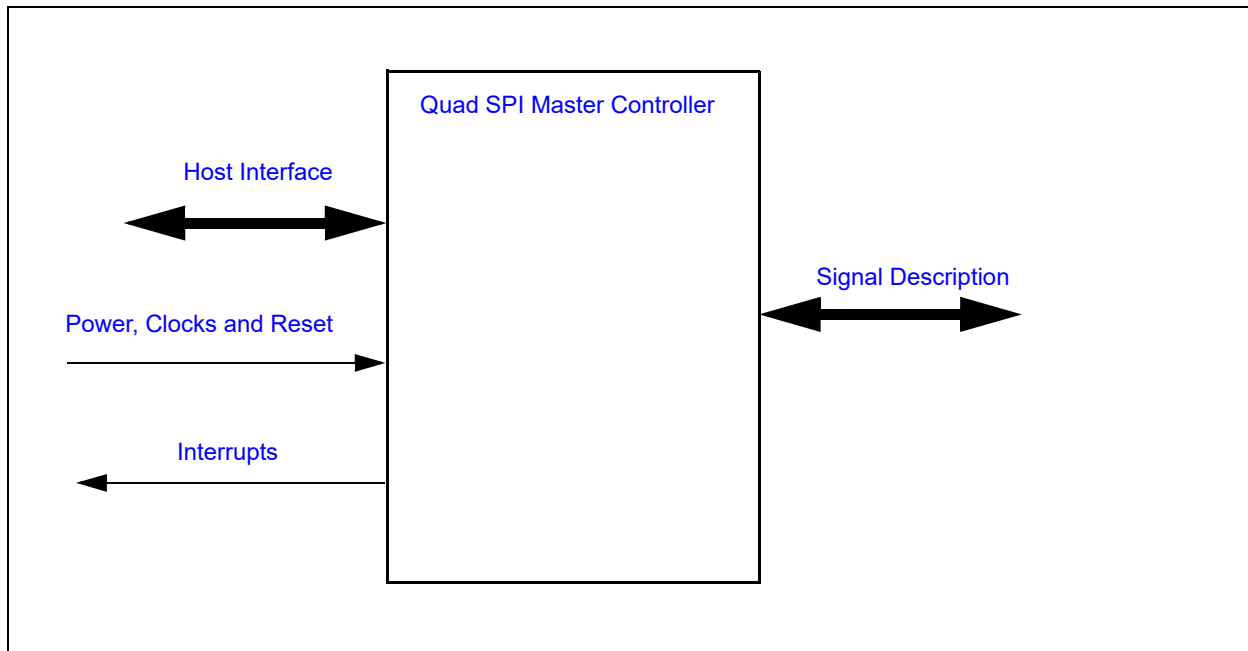 Quad SPI Master Controller
Host Interface
Signal Description
Power, Clocks and Reset
Interrupts